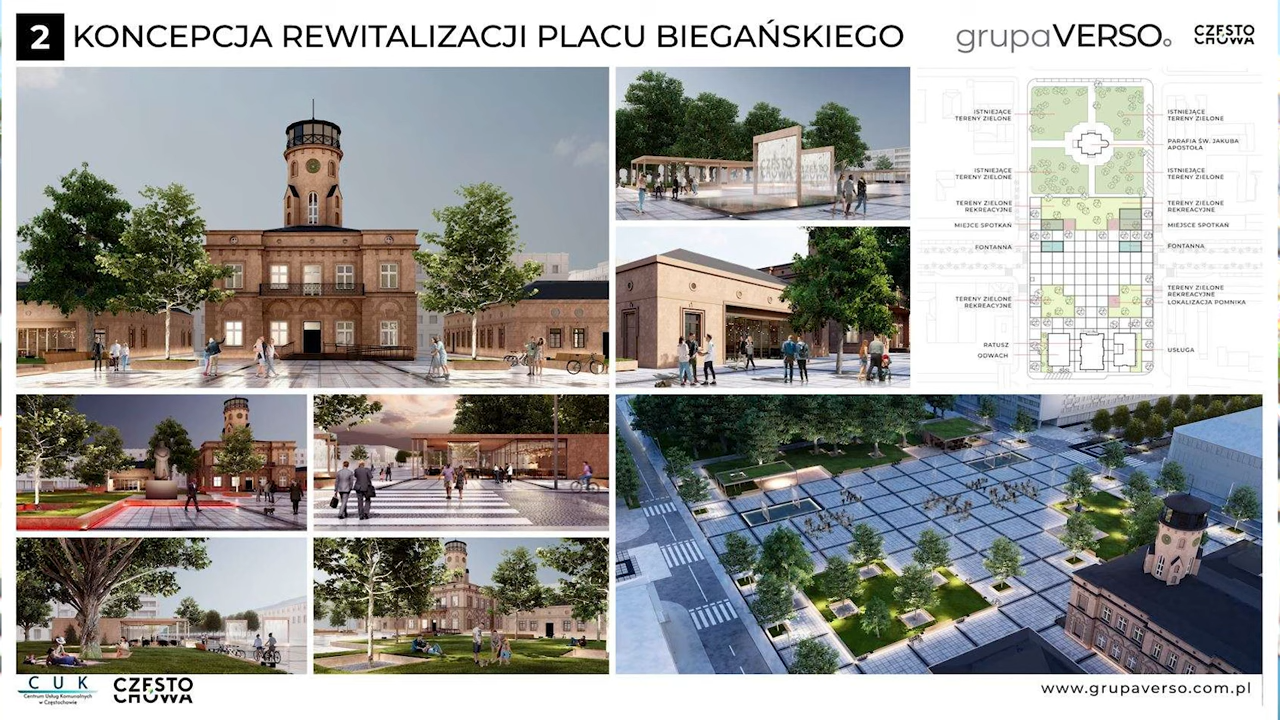 2 KONCEPCJA REWITALIZACJI PLACU BIEGAŃSKIEGO
grupaVERSO
CZĘSTO
CHOWA
CZĘSTO
CHOWA
ISTNIEJĄCE
TERENY ZIELONE
ISTNIEJĄCE
TERENY ZIELONE
TERENY ZIELONE
REKREACYJNE
MIEJSCE SPOTKAŃ
FONTANNA
TERENY ZIELONE
REKREACYJNE
RATUSZ
ODWACH
ISTNIEJĄCE
TERENY ZIELONE
PARAFIA ŚW. JAKUBA
APOSTOŁA
ISTNIEJĄCE
TERENY ZIELONE
TERENY ZIELONE
REKREACYJNE
MIEJSCE SPOTKAŃ
FONTANNA
TERENY ZIELONE
REKREACYJNE
LOKALIZACJA POMNIKA
USŁUGA
C U K
Centrum Usług Komunalnych
w Częstochowie
CZĘSTO
CHOWA
www.grupaverso.com.pl